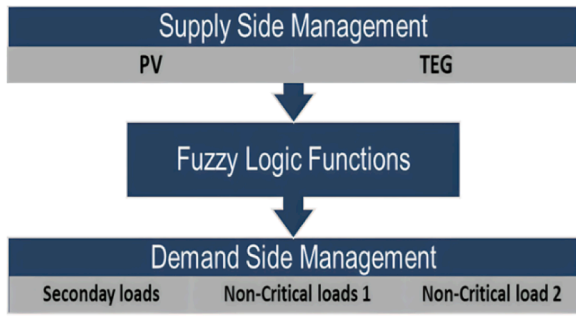 Supply Side Management
PV TEG
Fuzzy Logic Functions
Demand Side Management
Seconday loads Non-Critical loads 1 Non-Critical load 2